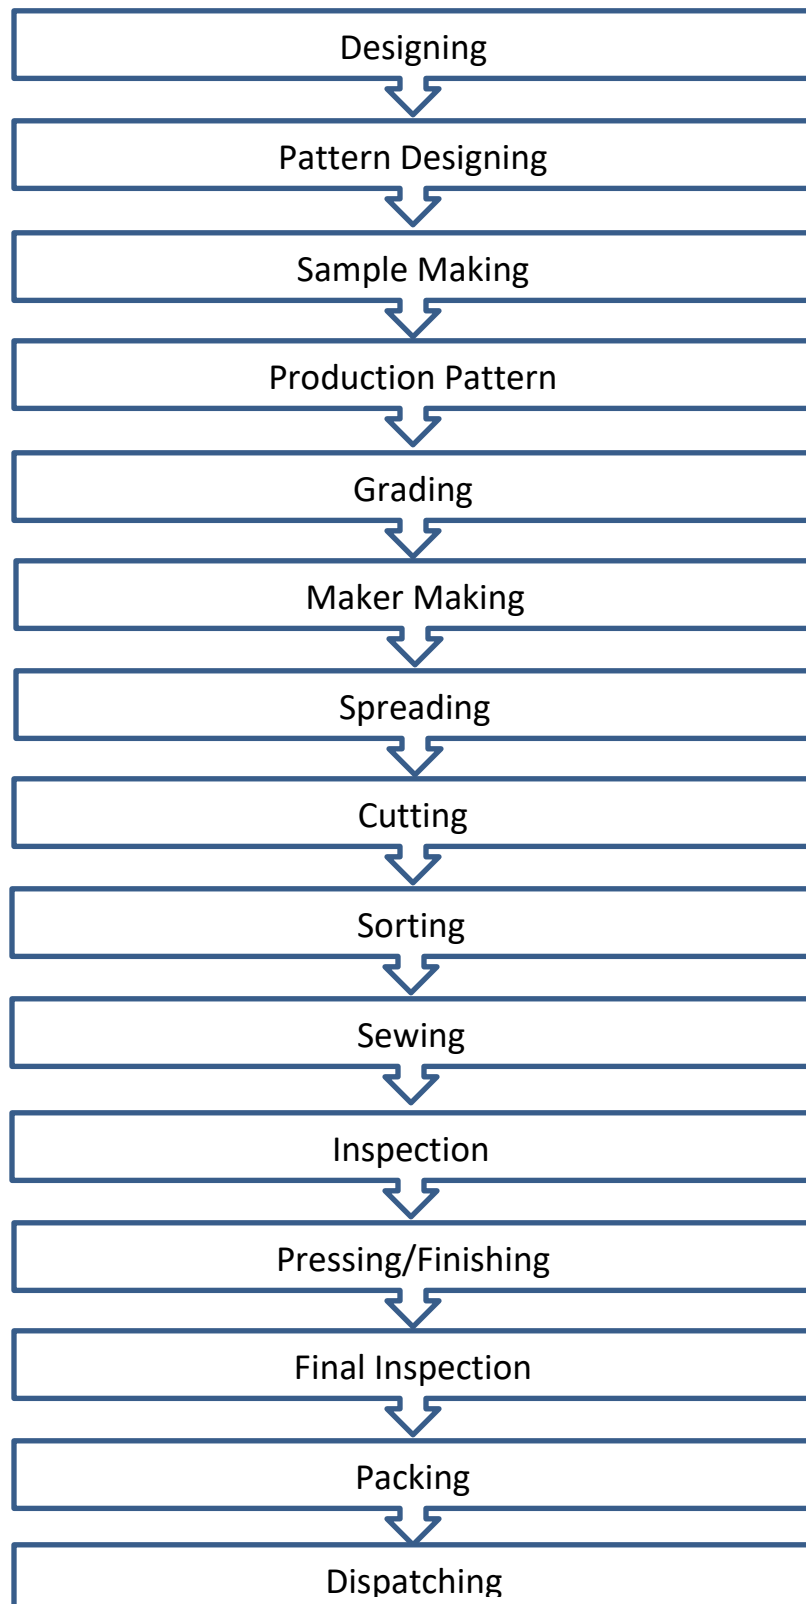 Designing
Pattern Designing
Sample Making
Production Pattern
Grading
Maker Making
Spreading
Cutting
Sorting
Sewing
Inspection
Pressing/Finishing
Final Inspection
Packing
Dispatching